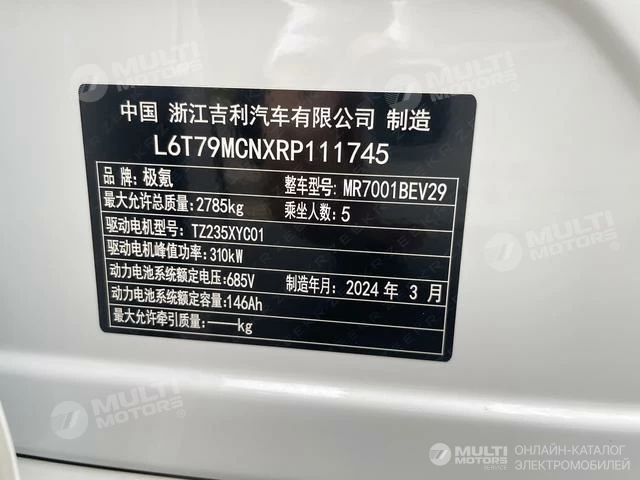 中国 浙江吉利汽车有限公司 制造
L6T79MCNXRP111745
品 牌:极氪 整车型号:MR7001BEV29
最大允许总质量:2785kg 乘坐人数:5
驱动电机型号:TZ235XYC01
驱动电机峰值功率:310kW
动力电池系统额定电压:685V 制造年月:2024 年 3 月
动力电池系统额定容量:146Ah
最大允许牵引质量:——kg
MULTI MOTORS
MULTI MOTORS
MULTI MOTORS
MULTI MOTORS
ОНЛАЙН-КАТАЛОГ
ЭЛЕКТРОМОБИЛЕЙ